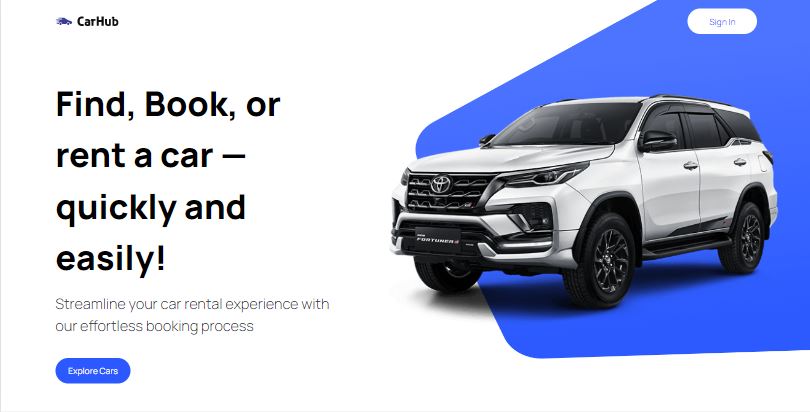 CarHub
Sign In
Find, Book, or
rent a car —
quickly and
easily!
Streamline your car rental experience with
our effortless booking process
Explore Cars
FORTUNER